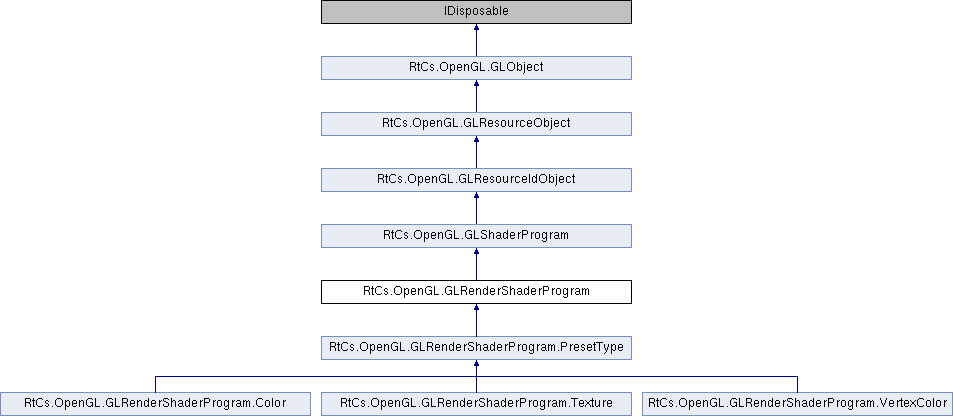 IDisposable
RtCs.OpenGL.GLObject
RtCs.OpenGL.GLResourceObject
RtCs.OpenGL.GLResourceIdObject
RtCs.OpenGL.GLShaderProgram
RtCs.OpenGL.GLRenderShaderProgram
RtCs.OpenGL.GLRenderShaderProgram.PresetType
RtCs.OpenGL.GLRenderShaderProgram.Color
RtCs.OpenGL.GLRenderShaderProgram.Texture
RtCs.OpenGL.GLRenderShaderProgram.VertexColor